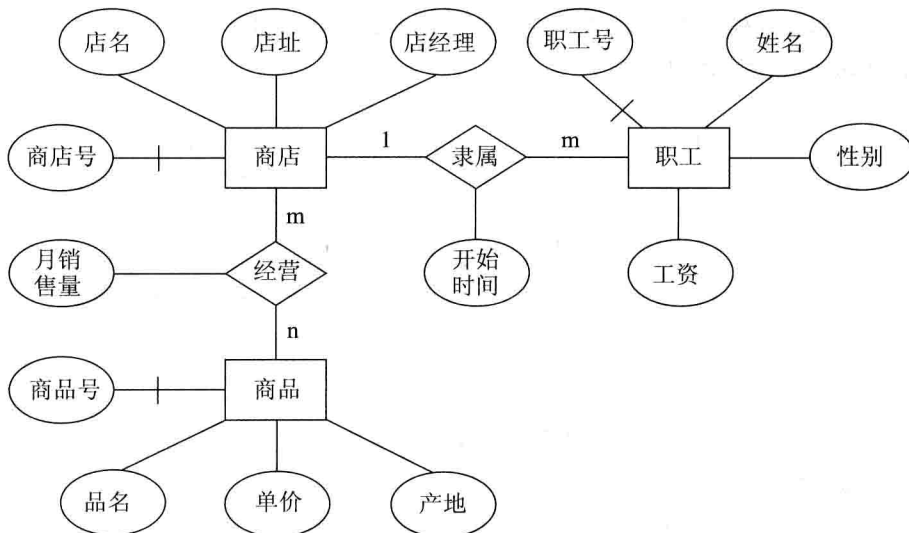 店名
店址
店经理
职工号
姓名
商店号
商店
1
隶属
m
职工
性别
m
月销
售量
经营
开始
时间
工资
n
商品号
商品
品名
单价
产地